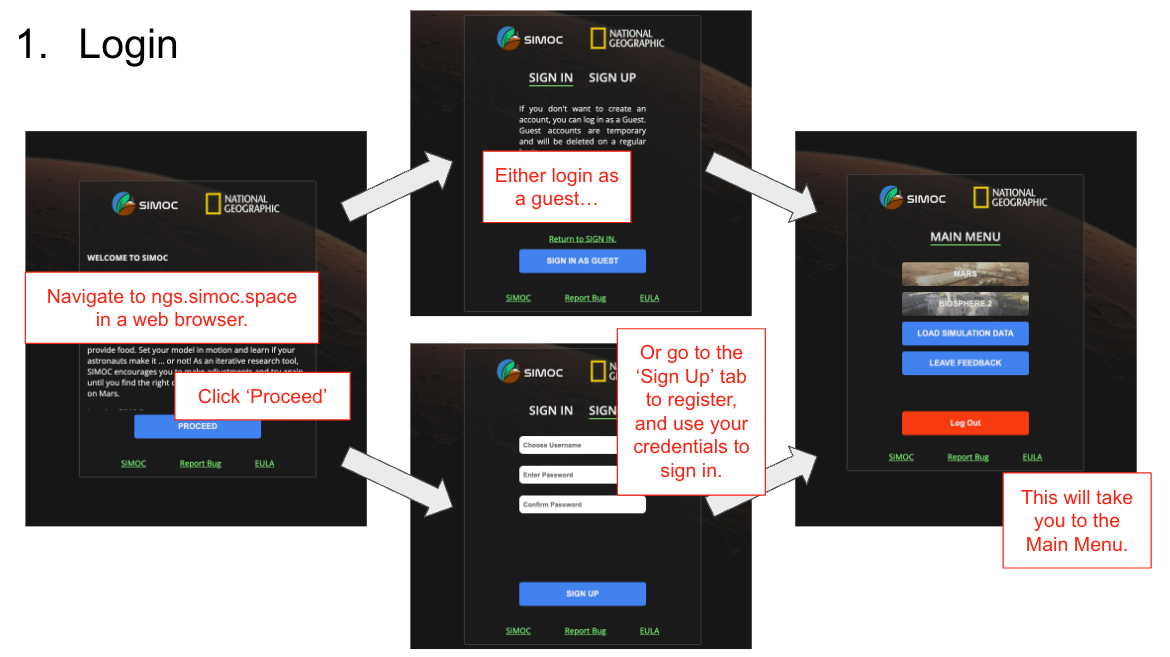 1. Login
SIMOC
NATIONAL
GEOGRAPHIC
WELCOME TO SIMOC
Navigate to ngs.simoc.space
in a web browser.
provide food. Set your model in motion and learn if your
astronauts make it ... or not! As an iterative research tool,
SIMOC encourages you to make adjustments and try again
until you find the right
on Mars.
Click ‘Proceed’
PROCEED
SIMOC Report Bug EULA
SIMOC
NATIONAL
GEOGRAPHIC
SIGN IN SIGN UP
If you don't want to create an
account, you can log in as a Guest.
Guest accounts are temporary
and will be deleted on a regular
Either login as
a guest…
Return to SIGN IN.
SIGN IN AS GUEST
SIMOC Report Bug EULA
SIMOC
SIGN IN SIGN
Choose Username
Enter Password
Confirm Password
Or go to the
‘Sign Up’ tab
to register,
and use your
credentials to
sign in.
SIGN UP
SIMOC Report Bug EULA
SIMOC
NATIONAL
GEOGRAPHIC
MAIN MENU
MARS
BIOSPHERE 2
LOAD SIMULATION DATA
LEAVE FEEDBACK
Log Out
SIMOC Report Bug EULA
This will take
you to the
Main Menu.